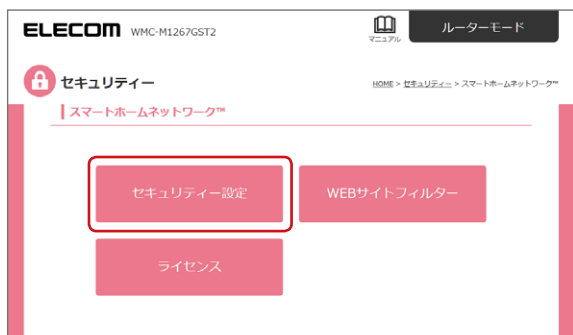 ELECOM WMC-M1267GST2
マニュアル
ルーターモード
セキュリティー
HOME > セキュリティー > スマートホームネットワーク™
スマートホームネットワーク™
セキュリティー設定
WEBサイトフィルター
ライセンス